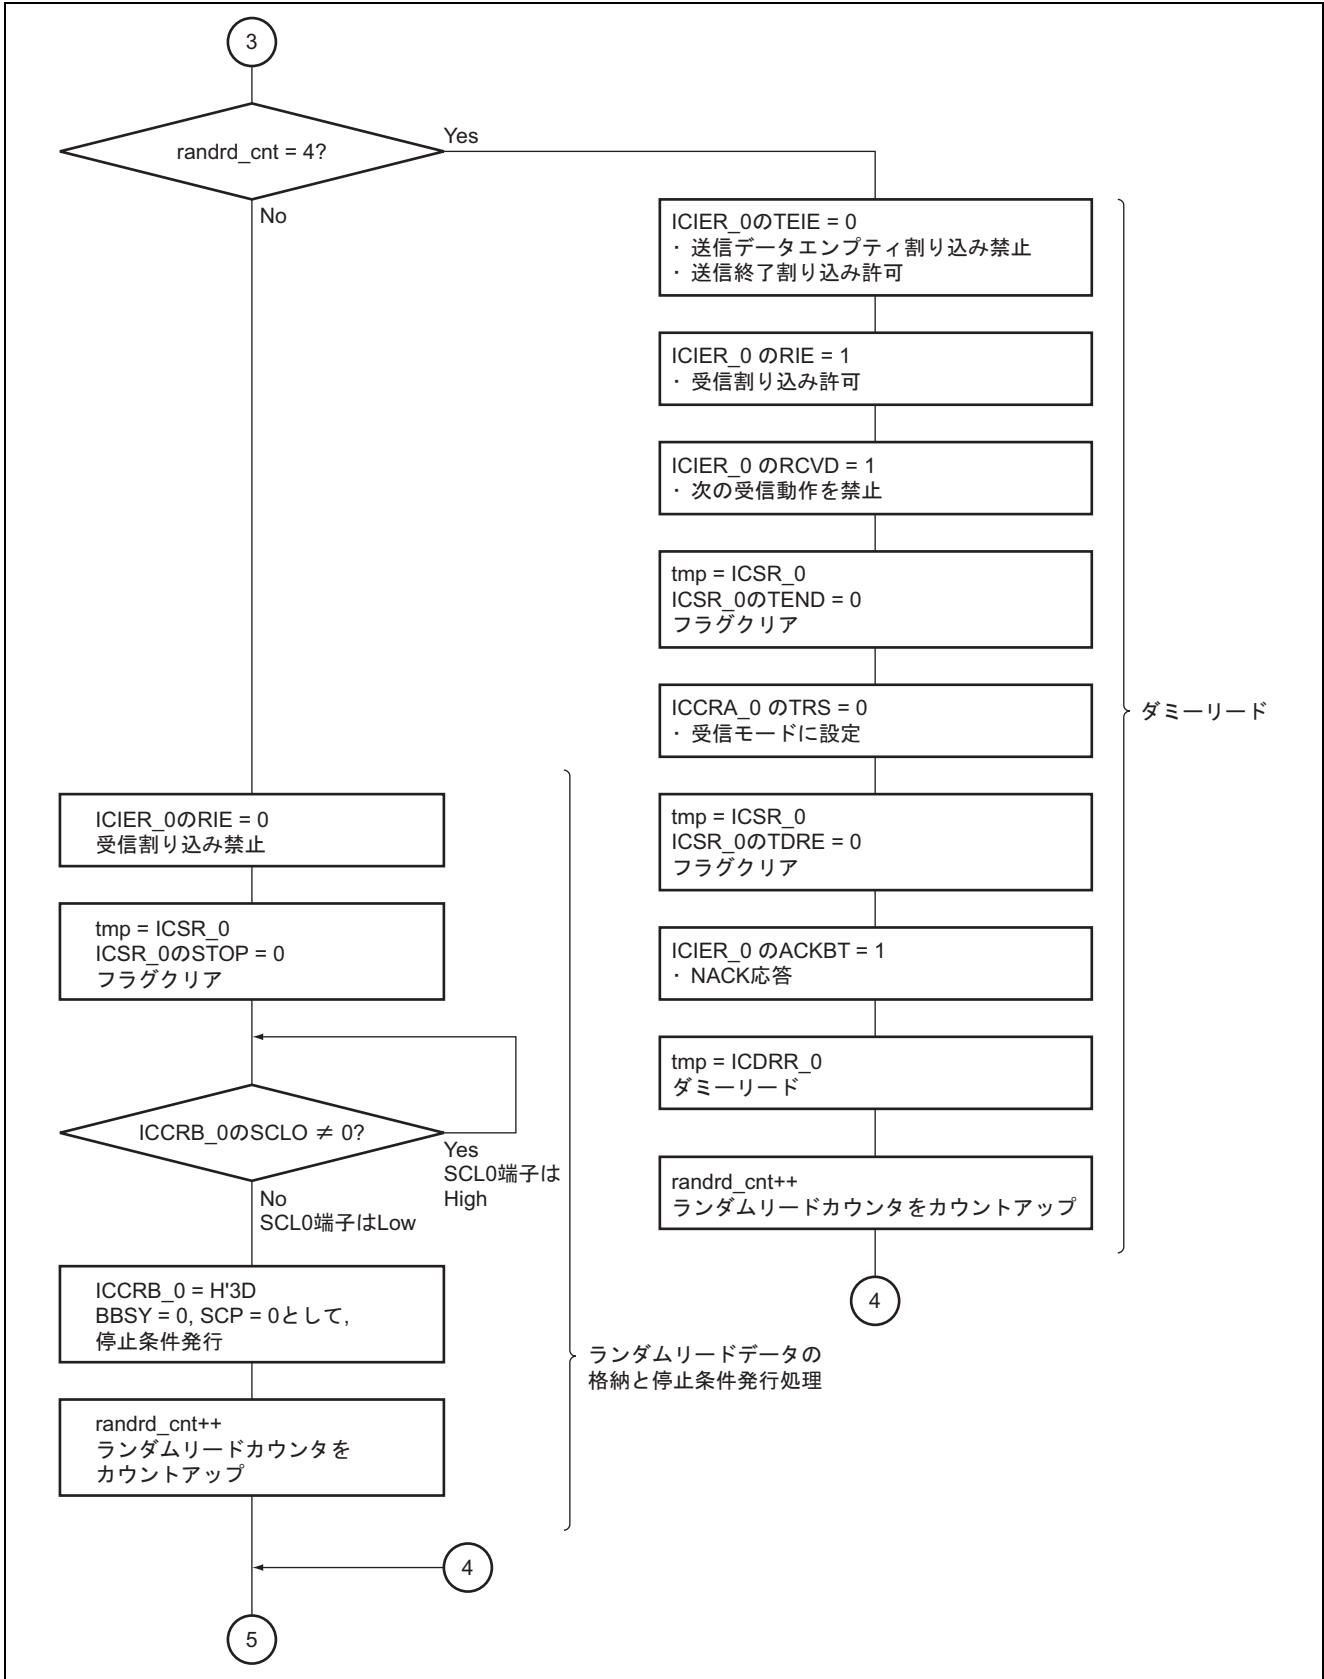 3
randrd_cnt = 4?
Yes
No
ICIER_0のTEIE = 0
・ 送信データエンプティ割り込み禁止
・ 送信終了割り込み許可
ICIER_0 のRIE = 1
・ 受信割り込み許可
ICIER_0 のRCVD = 1
・ 次の受信動作を禁止
tmp = ICSR_0
ICSR_0のTEND = 0
フラグクリア
ICCRA_0 のTRS = 0
・ 受信モードに設定
tmp = ICSR_0
ICSR_0のTDRE = 0
フラグクリア
ICIER_0 のACKBT = 1
・ NACK応答
tmp = ICDRR_0
ダミーリード
randrd_cnt++
ランダムリードカウンタをカウントアップ
4
ダミーリード
ICIER_0のRIE = 0
受信割り込み禁止
tmp = ICSR_0
ICSR_0のSTOP = 0
フラグクリア
ICCRB_0のSCLO ≠ 0?
Yes
SCL0端子は
High
No
SCL0端子はLow
ICCRB_0 = H'3D
BBSY = 0, SCP = 0として,
停止条件発行
randrd_cnt++
ランダムリードカウンタを
カウントアップ
ランダムリードデータの
格納と停止条件発行処理
4
5